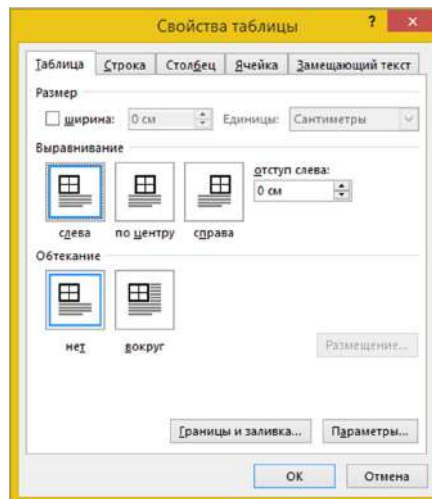 Свойства таблицы ? ×
Таблица Строка Столбец Ячейка Замещающий текст
Размер
ширина: 0 см Единицы: Сантиметры
Выравнивание
отступ слева:
0 см
слева по центру справа
Обтекание
нет вокруг
Размещение...
Границы и заливка... Параметры...
ОК Отмена